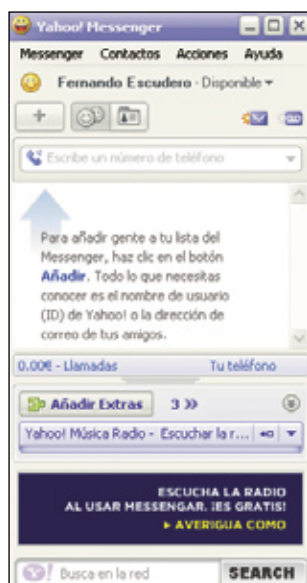 Yahoo! Messenger
Messenger Contactos Acciones Ayuda
Fernando Escudero - Disponible
Escribe un número de teléfono
Para añadir gente a tu lista del
Messenger, haz clic en el botón
Añadir. Todo lo que necesitas
conocer es el nombre de usuario
(ID) de Yahoo! o la dirección de
correo de tus amigos.
0.00€ - Llamadas Tu teléfono
Añadir Extras 3 »
Yahoo! Música Radio - Escuchar la r...
ESCUCHA LA RADIO
AL USAR MESSENGAR. ¡ES GRATIS!
AVERIGUA COMO
Y! Busca en la red SEARCH